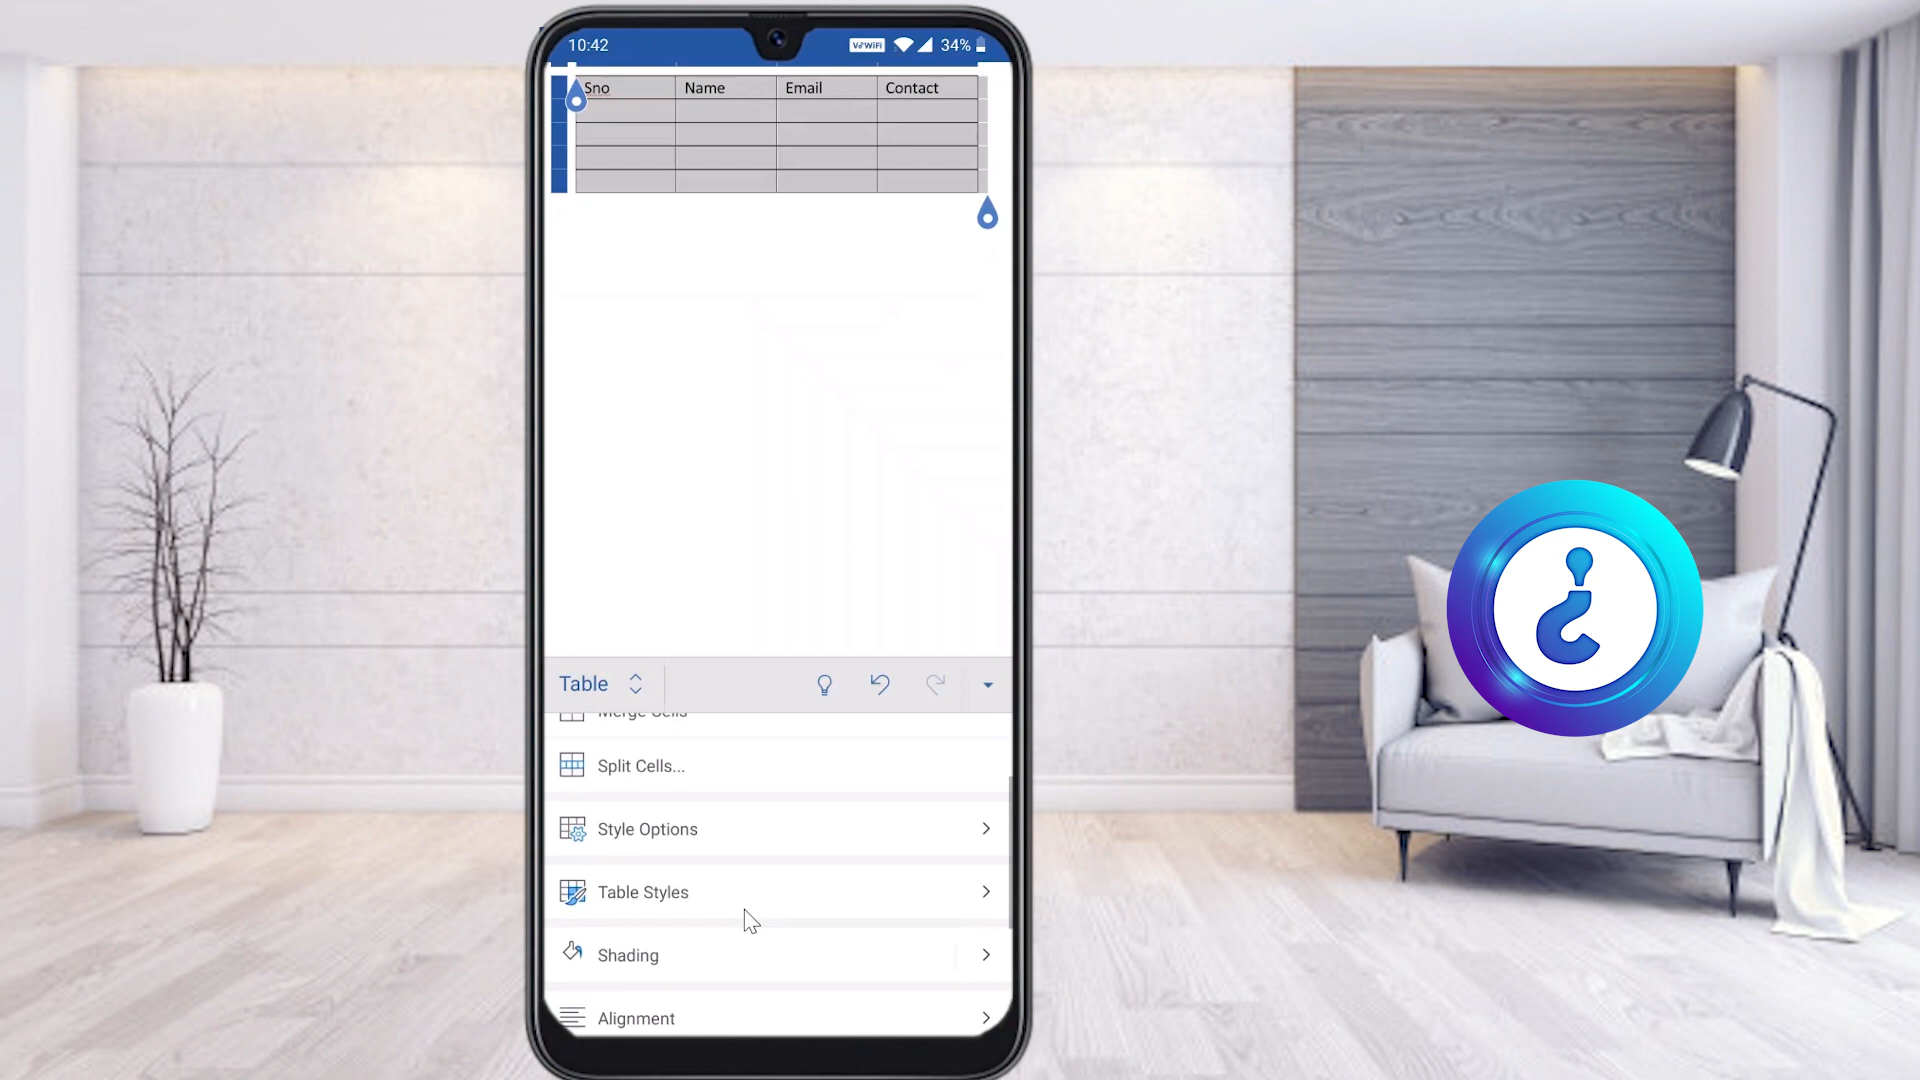 10:42
VoWiFi
34%
Sno Name Email Contact
Table
Merge Cells
Split Cells...
Style Options
Table Styles
Shading
Alignment